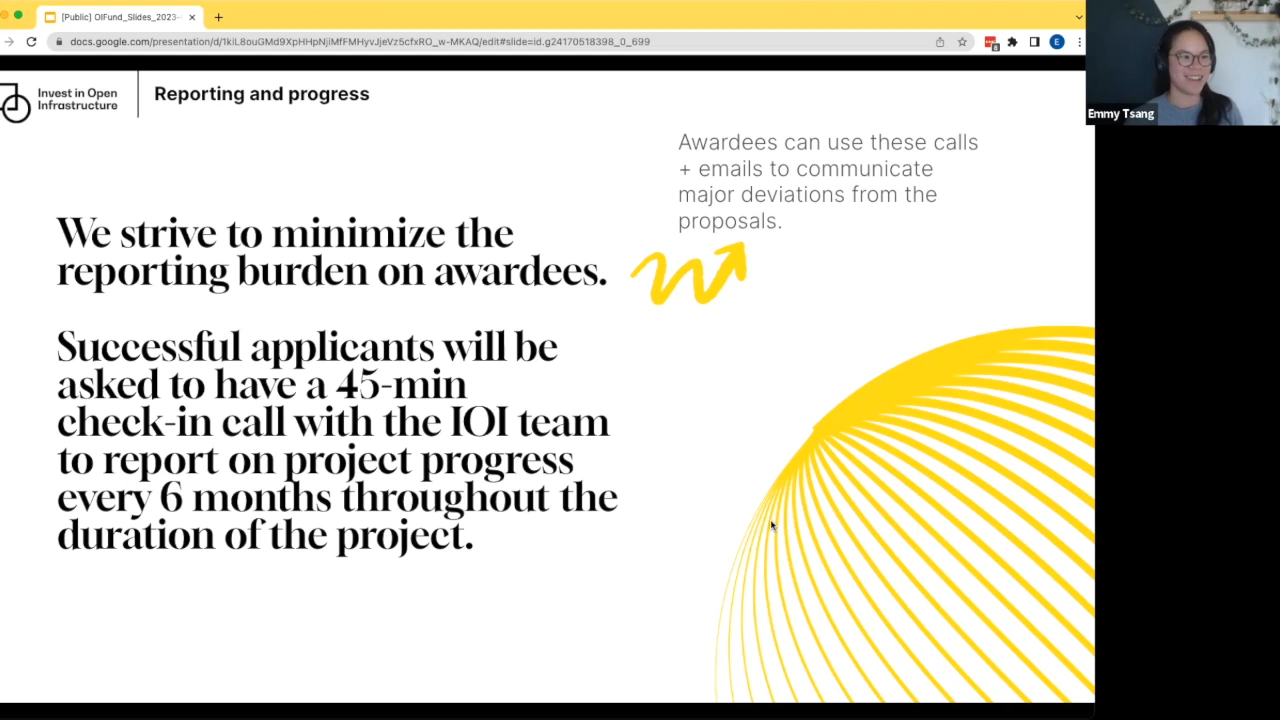 [Public] OIFund_Slides_2023-
docs.google.com/presentation/d/1kiL8ouGMd9XpHHpNjiMfFMHyvJjeVz5cfxRO_w-MKAQ/edit#slide=id.g24170518398_0_699
E
Emmy Tsang
Invest in Open
Infrastructure
Reporting and progress
Awardees can use these calls
+ emails to communicate
major deviations from the
proposals.
We strive to minimize the
reporting burden on awardees.
Successful applicants will be
asked to have a 45-min
check-in call with the IOI team
to report on project progress
every 6 months throughout the
duration of the project.